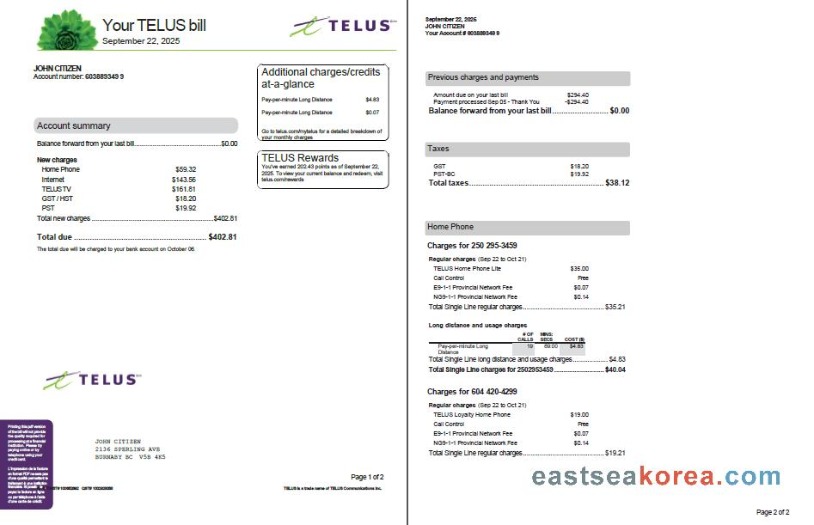 Your TELUS bill
September 22, 2025
TELUS
JOHN CITIZEN
Account number: 603889349 9
Additional charges/credits
at-a-glance
Pay-per-minute Long Distance $4.83
Pay-per-minute Long Distance $0.07
Go to telus.com/mytelus for a detailed breakdown of
your monthly charges
Account summary
Balance forward from your last bill $0.00
New charges
Home Phone $59.32
Internet $143.56
TELUS TV $161.81
GST / HST $18.20
PST $19.92
Total new charges $402.81
Total due $402.81
The total due will be charged to your bank account on October 06
TELUS Rewards
You've earned 202.43 points as of September 22,
2025. To view your current balance and redeem, visit
telus.com/rewards
TELUS
JOHN CITIZEN
2136 SPERLING AVE
BURNABY BC V5B 4K5
Page 1 of 2
TELUS is a trade name of TELUS Communications Inc.
September 22, 2025
JOHN CITIZEN
Your Account # 603889349 9
Previous charges and payments
Amount due on your last bill $294.40
Payment processed Sep 05 - Thank You -$294.40
Balance forward from your last bill $0.00
Taxes
GST $18.20
PST-BC $19.92
Total taxes $38.12
Home Phone
Charges for 250 295-3459
Regular charges (Sep 22 to Oct 21)
TELUS Home Phone Lite $35.00
Call Control Free
E9-1-1 Provincial Network Fee $0.07
NG9-1-1 Provincial Network Fee $0.14
Total Single Line regular charges $35.21
Long distance and usage charges
# OF CALLS MINS: SECS COST ($)
Pay-per-minute Long Distance 19 69:00 $4.83
Total Single Line long distance and usage charges $4.83
Total Single Line charges for 2502953459 $40.04
Charges for 604 420-4299
Regular charges (Sep 22 to Oct 21)
TELUS Loyalty Home Phone $19.00
Call Control Free
E9-1-1 Provincial Network Fee $0.07
NG9-1-1 Provincial Network Fee $0.14
Total Single Line regular charges $19.21
eastseakorea.com
Page 2 of 2